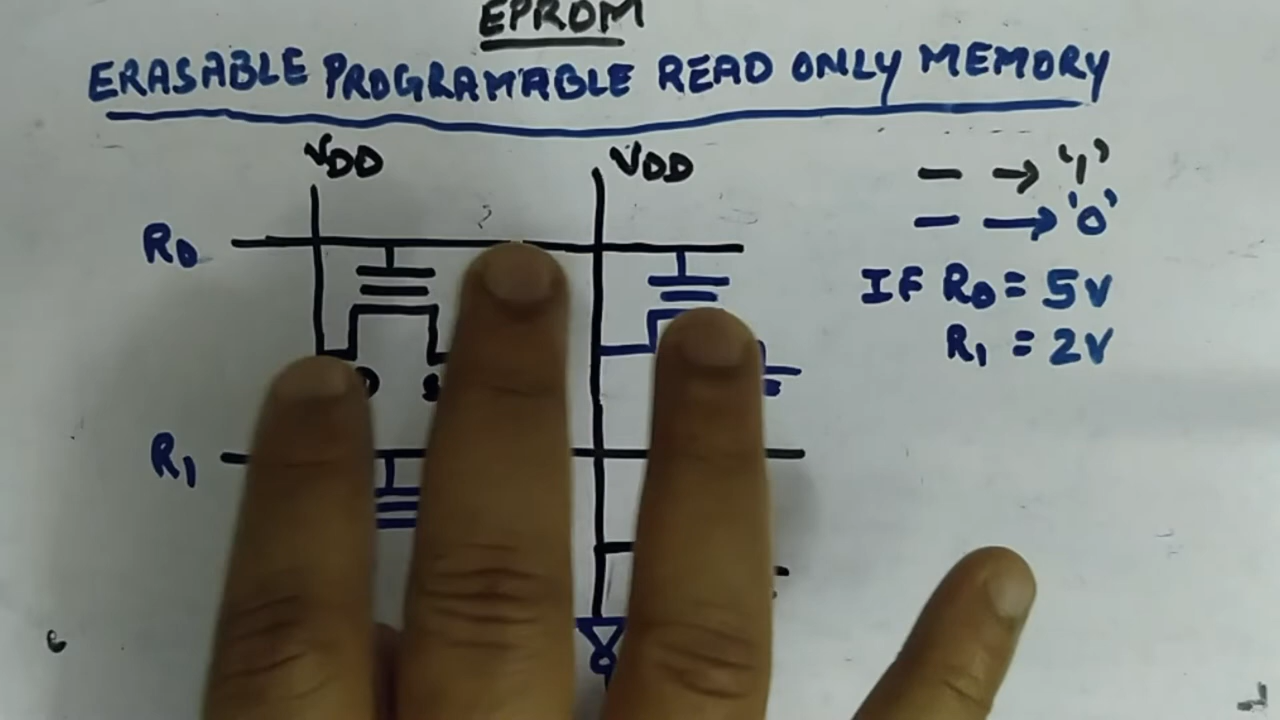 EPROM
ERASABLE PROGRAMABLE READ ONLY MEMORY
VDD VDD
— → '1'
— → '0'
R0
IF R0 = 5V
R1 = 2V
D S
R1